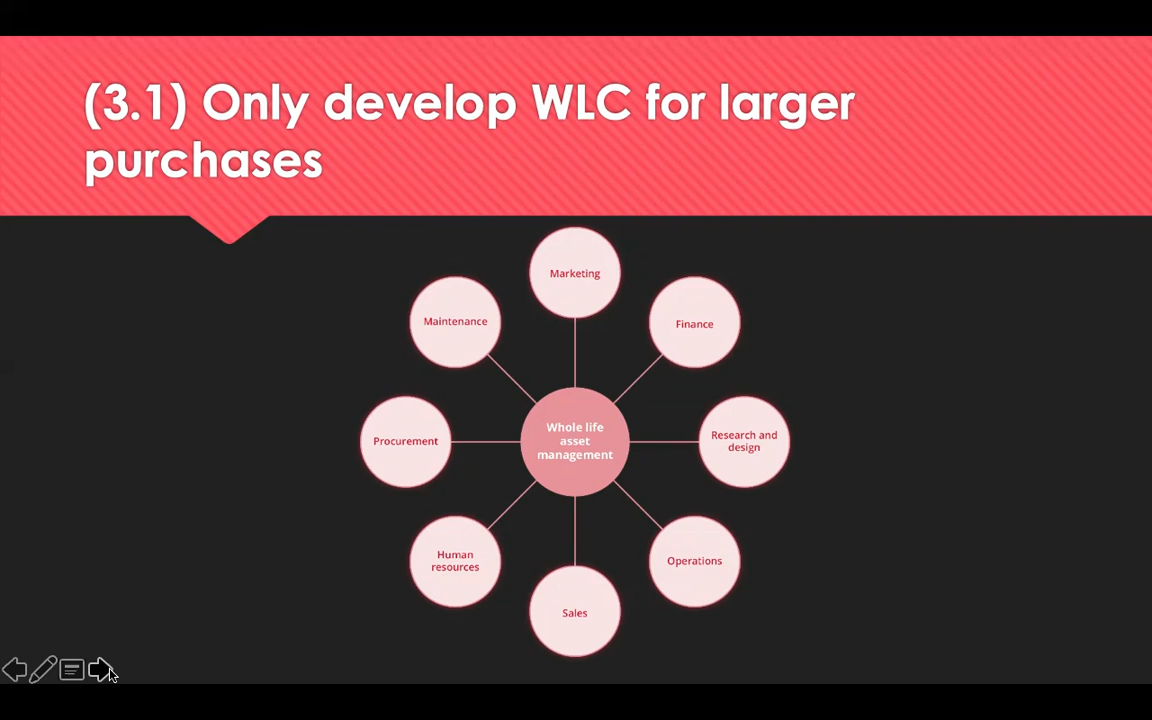 (3.1) Only develop WLC for larger
purchases
Marketing
Maintenance
Finance
Procurement
Whole life
asset
management
Research and
design
Human
resources
Operations
Sales